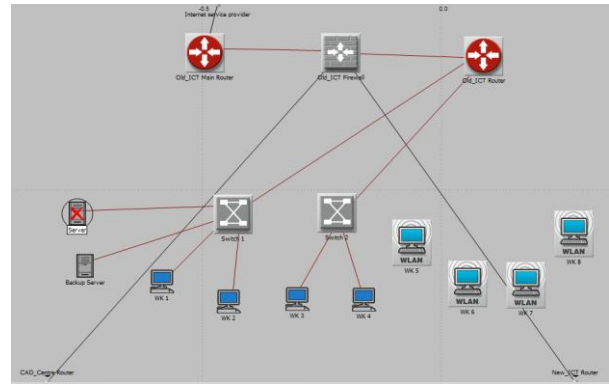 -0.5
0.0
Internet service provider
Old_ICT Main Router
Old_ICT Firewall
Old_ICT Router
Server
Switch 1
Switch 2
WLAN
WK 5
WLAN
WK 8
Backup Server
WK 1
WK 2
WK 3
WK 4
WLAN
WK 6
WLAN
WK 7
CAD_Centre Router
New_ICT Router